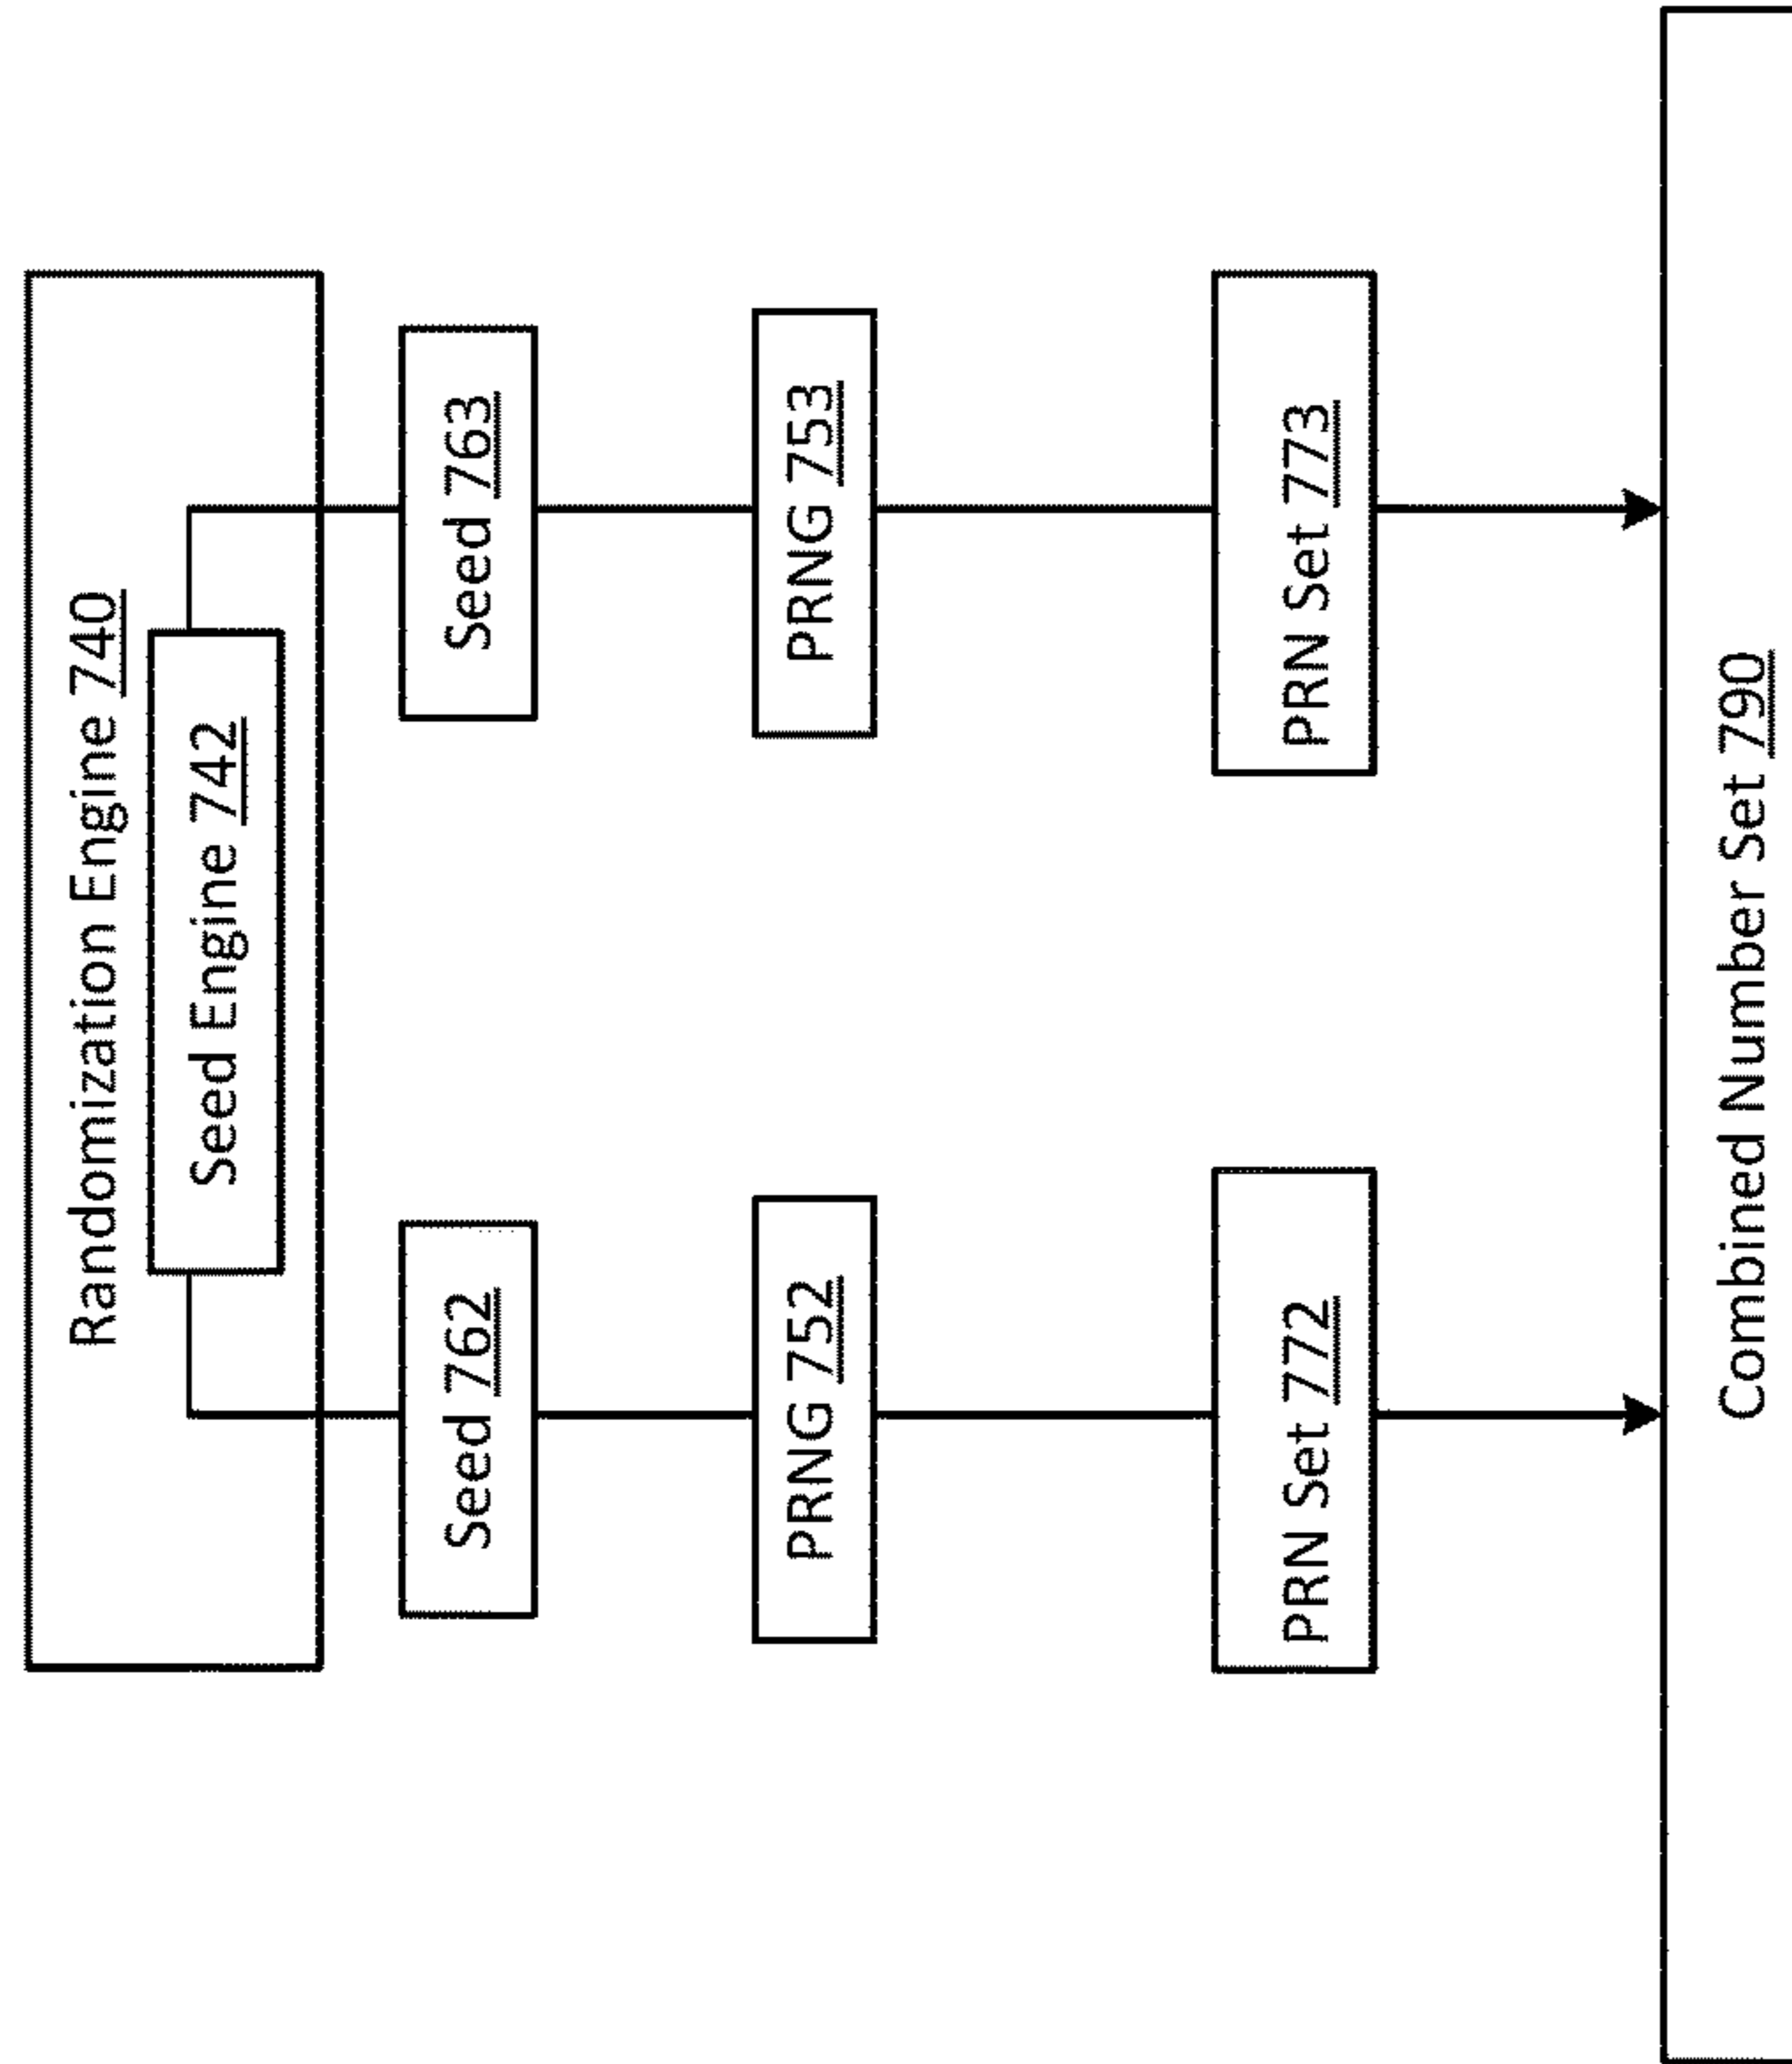 Randomization Engine 740
Seed Engine 742
Seed 762
Seed 763
PRNG 752
PRNG 753
PRN Set 772
PRN Set 773
Combined Number Set 790